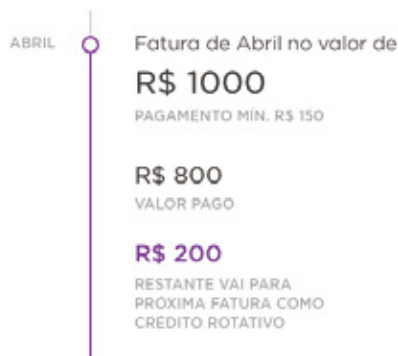 ABRIL
Fatura de Abril no valor de
R$ 1000
PAGAMENTO MÍN. R$ 150
R$ 800
VALOR PAGO
R$ 200
RESTANTE VAI PARA
PRÓXIMA FATURA COMO
CRÉDITO ROTATIVO